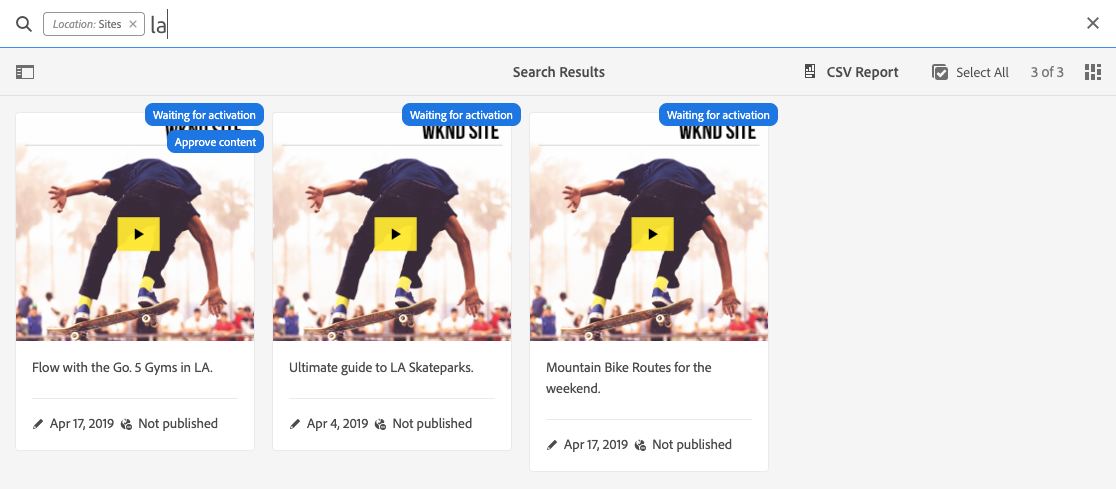 Location: Sites
la
Search Results
CSV Report
Select All
3 of 3
Waiting for activation
Approve content
WKND SITE
Flow with the Go. 5 Gyms in LA.
Apr 17, 2019 Not published
Waiting for activation
WKND SITE
Ultimate guide to LA Skateparks.
Apr 4, 2019 Not published
Waiting for activation
WKND SITE
Mountain Bike Routes for the
weekend.
Apr 17, 2019 Not published